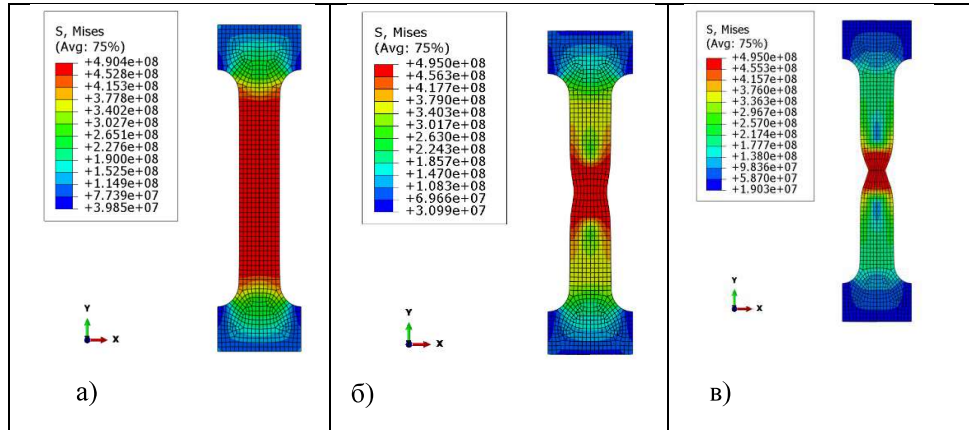 S, Mises
(Avg: 75%)
+4.904e+08
+4.528e+08
+4.153e+08
+3.778e+08
+3.402e+08
+3.027e+08
+2.651e+08
+2.276e+08
+1.900e+08
+1.525e+08
+1.149e+08
+7.739e+07
+3.985e+07
Y
X
а)
S, Mises
(Avg: 75%)
+4.950e+08
+4.563e+08
+4.177e+08
+3.790e+08
+3.403e+08
+3.017e+08
+2.630e+08
+2.243e+08
+1.857e+08
+1.470e+08
+1.083e+08
+6.966e+07
+3.099e+07
Y
X
б)
S, Mises
(Avg: 75%)
+4.950e+08
+4.553e+08
+4.157e+08
+3.760e+08
+3.363e+08
+2.967e+08
+2.570e+08
+2.174e+08
+1.777e+08
+1.380e+08
+9.836e+07
+5.870e+07
+1.903e+07
Y
X
в)